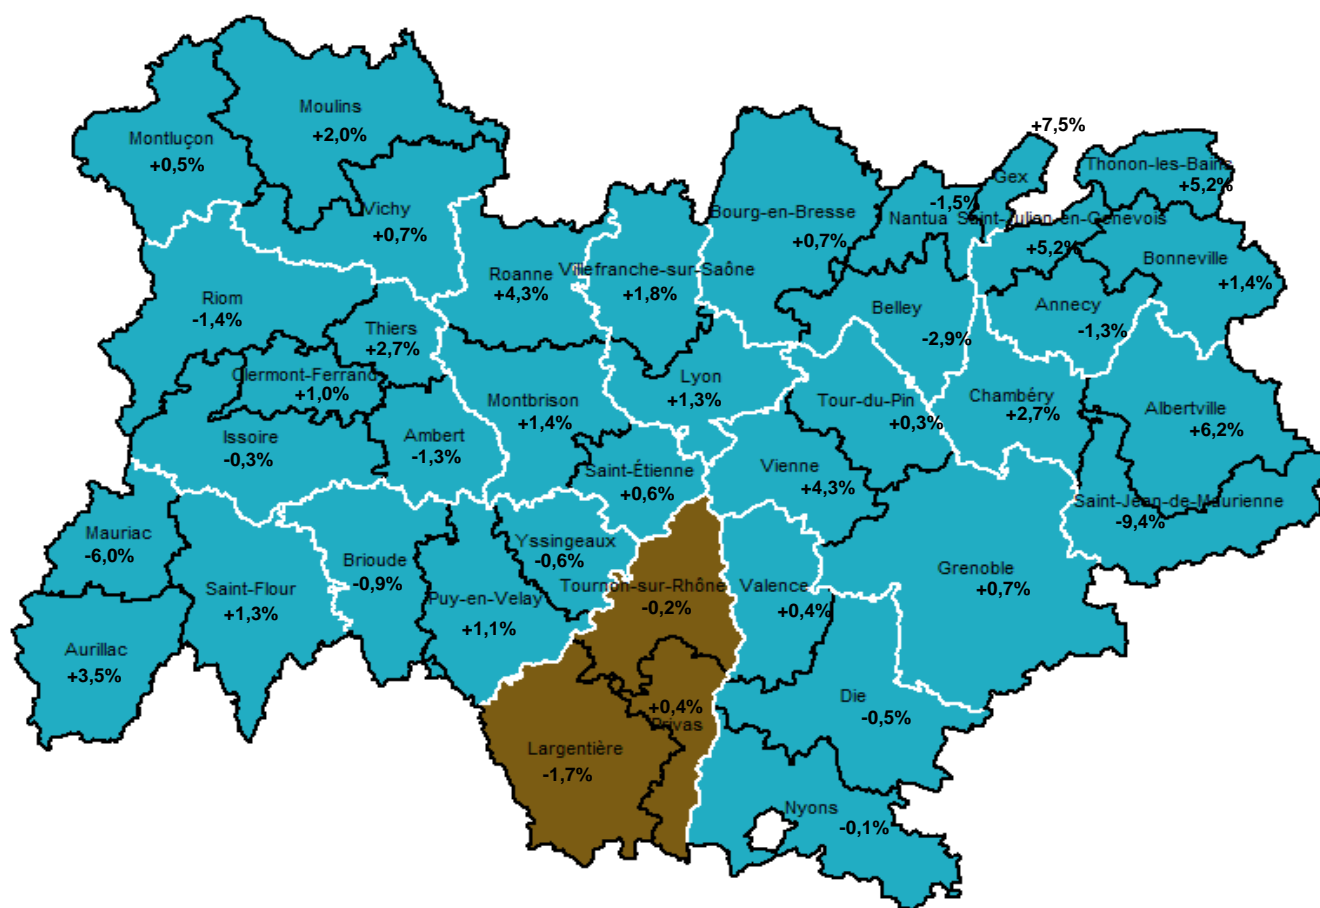 Moulins
+2,0%
Montluçon
+0,5%
Vichy
+0,7%
Bourg-en-Bresse
+0,7%
Nantua
-1,5%
Gex
+7,5%
Thonon-les-Bains
+5,2%
Saint-Julien-en-Genevois
+5,2%
Bonneville
+1,4%
Roanne
+4,3%
Villefranche-sur-Saône
+1,8%
Belley
-2,9%
Annecy
-1,3%
Riom
-1,4%
Thiers
+2,7%
Clermont-Ferrand
+1,0%
Lyon
+1,3%
Montbrison
+1,4%
Tour-du-Pin
+0,3%
Chambéry
+2,7%
Albertville
+6,2%
Issoire
-0,3%
Ambert
-1,3%
Saint-Étienne
+0,6%
Vienne
+4,3%
Saint-Jean-de-Maurienne
-9,4%
Mauriac
-6,0%
Saint-Flour
+1,3%
Brioude
-0,9%
Yssingeaux
-0,6%
Puy-en-Velay
+1,1%
Tournon-sur-Rhône
-0,2%
Valence
+0,4%
Grenoble
+0,7%
Aurillac
+3,5%
Die
-0,5%
+0,4%
Privas
Largentière
-1,7%
Nyons
-0,1%